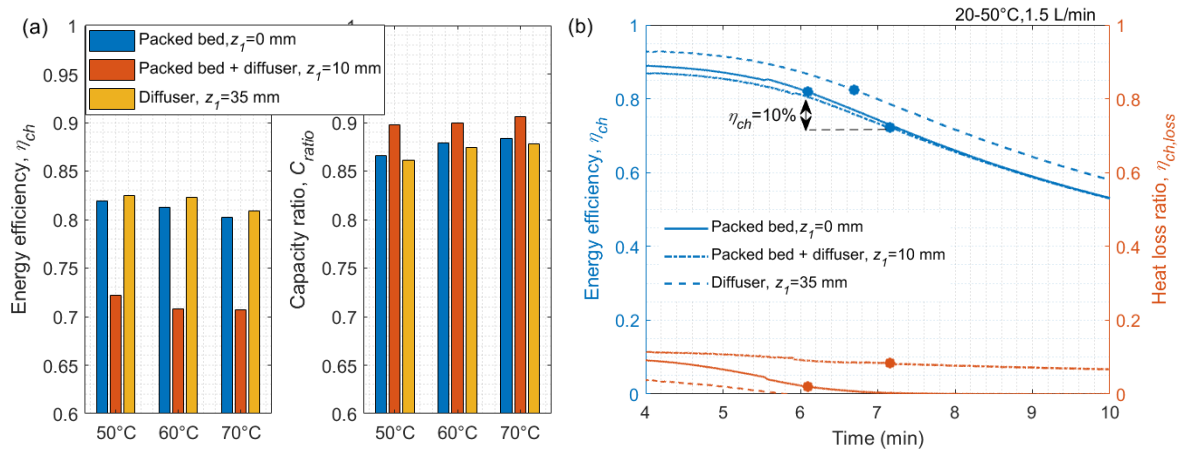 (a)
Packed bed, z1=0 mm
Packed bed + diffuser, z1=10 mm
Diffuser, z1=35 mm
Energy efficiency, ηch
1
0.95
0.9
0.85
0.8
0.75
0.7
0.65
0.6
50°C 60°C 70°C
Capacity ratio, Cratio
1
0.9
0.85
0.8
0.75
0.7
0.65
0.6
50°C 60°C 70°C
(b)
20-50°C,1.5 L/min
Energy efficiency, ηch
1
0.8
0.6
0.4
0.2
0
ηch=10%
Packed bed, z1=0 mm
Packed bed + diffuser, z1=10 mm
Diffuser, z1=35 mm
1
0.8
0.6
0.4
0.2
0
Heat loss ratio, ηch,loss
4 5 6 7 8 9 10
Time (min)